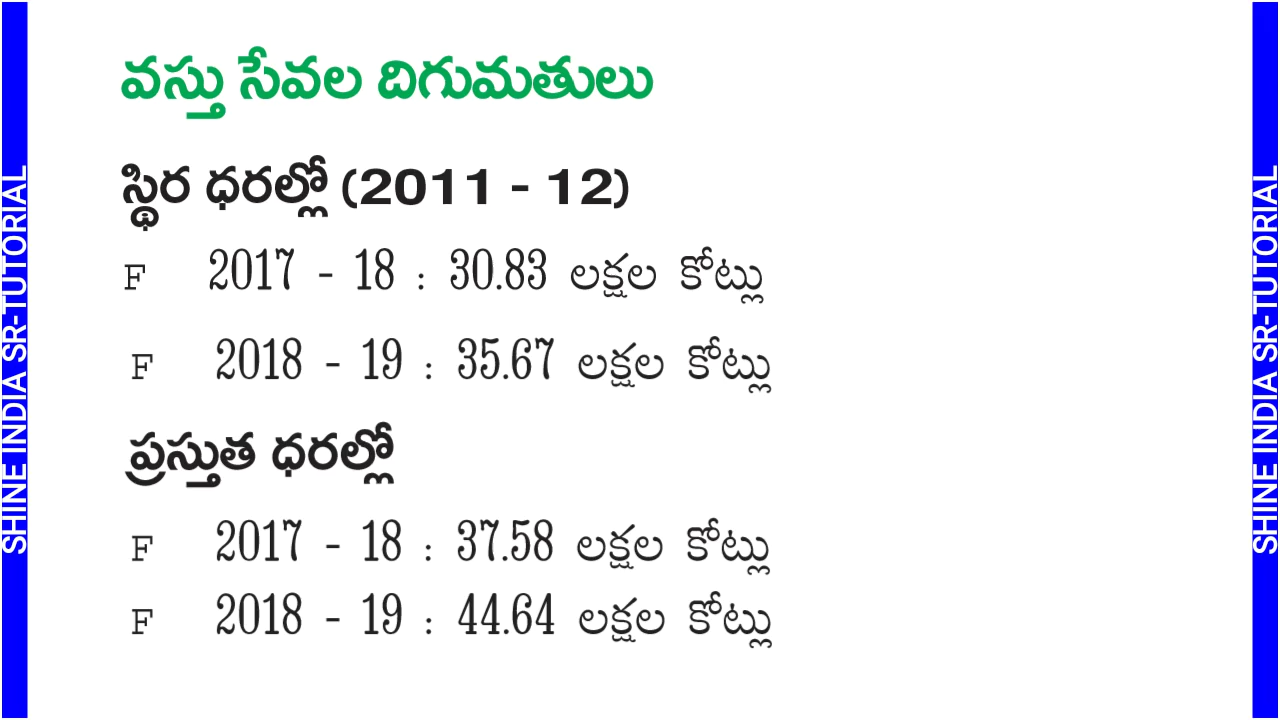 వస్తు సేవల దిగుమతులు
స్థిర ధరల్లో (2011 - 12)
F 2017 - 18 : 30.83 లక్షల కోట్లు
F 2018 - 19 : 35.67 లక్షల కోట్లు
ప్రస్తుత ధరల్లో
F 2017 - 18 : 37.58 లక్షల కోట్లు
F 2018 - 19 : 44.64 లక్షల కోట్లు
SHINE INDIA SR-TUTORIAL
SHINE INDIA SR-TUTORIAL